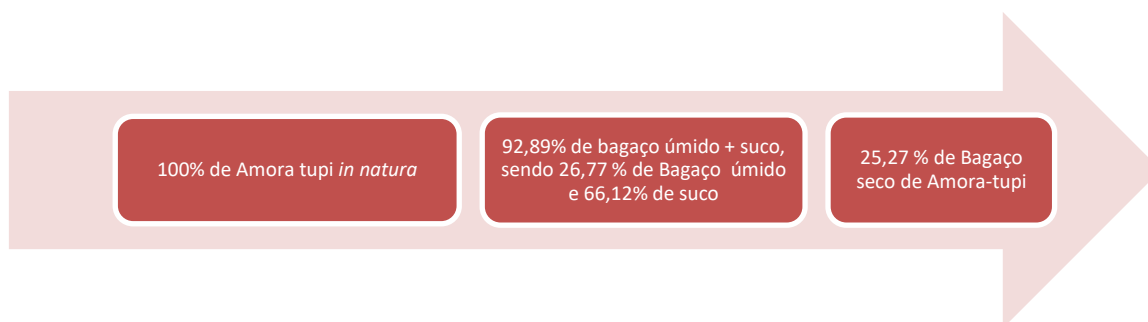 100% de Amora tupi in natura
92,89% de bagaço úmido + suco,
sendo 26,77 % de Bagaço úmido
e 66,12% de suco
25,27 % de Bagaço
seco de Amora-tupi